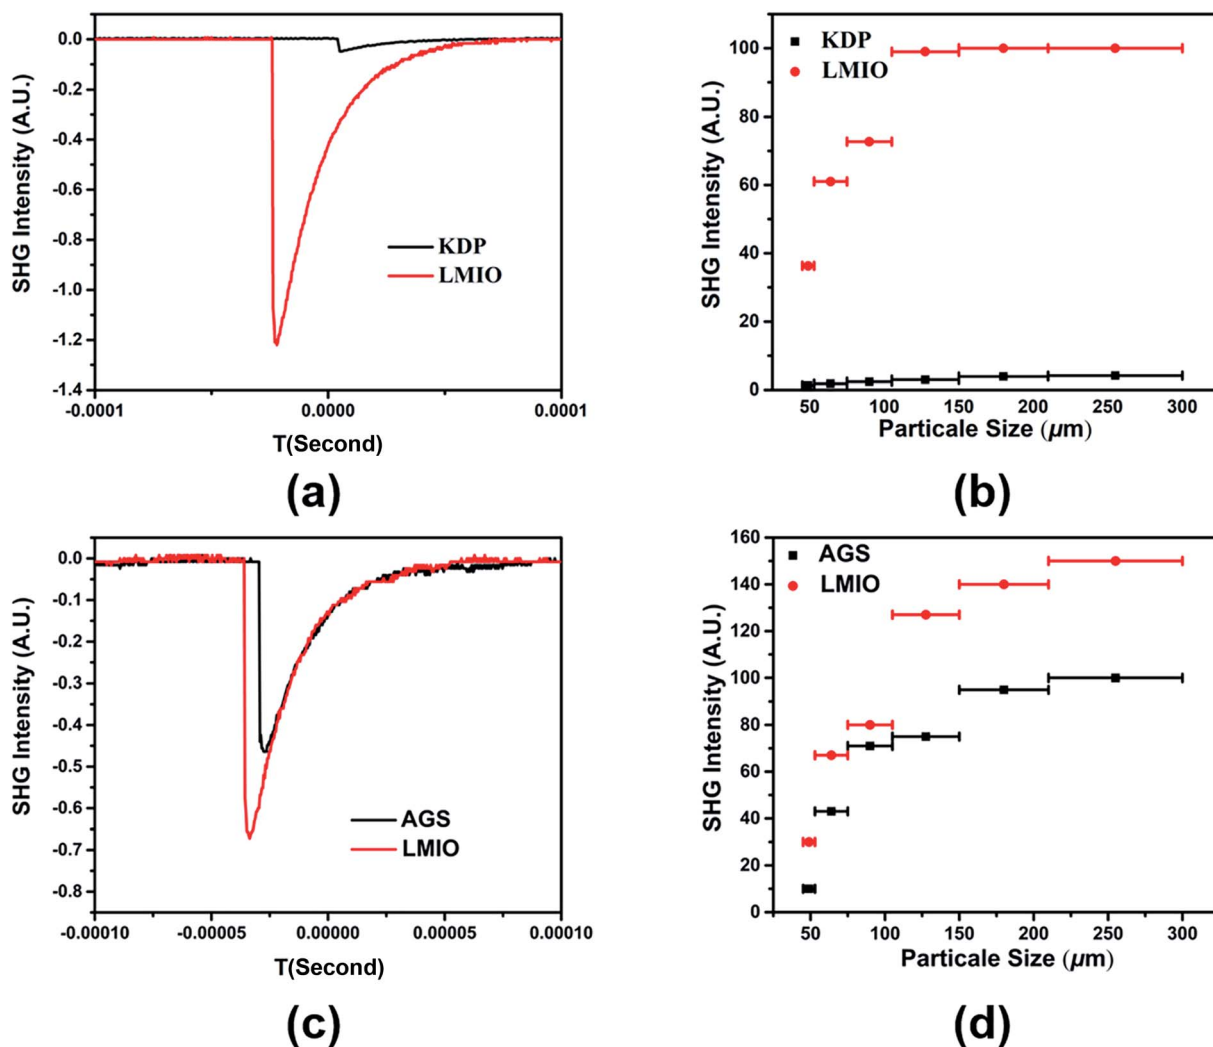 SHG Intensity (A.U.)
0.0
-0.2
-0.4
-0.6
-0.8
-1.0
-1.2
-1.4
KDP
LMIO
-0.0001 0.0000 0.0001
T(Second)
(a)
SHG Intensity (A.U.)
100
80
60
40
20
0
KDP
LMIO
50 100 150 200 250 300
Particale Size (μm)
(b)
SHG Intensity (A.U.)
0.0
-0.1
-0.2
-0.3
-0.4
-0.5
-0.6
-0.7
-0.8
AGS
LMIO
-0.00010 -0.00005 0.00000 0.00005 0.00010
T(Second)
(c)
SHG Intensity (A.U.)
160
140
120
100
80
60
40
20
0
AGS
LMIO
50 100 150 200 250 300
Particale Size (μm)
(d)